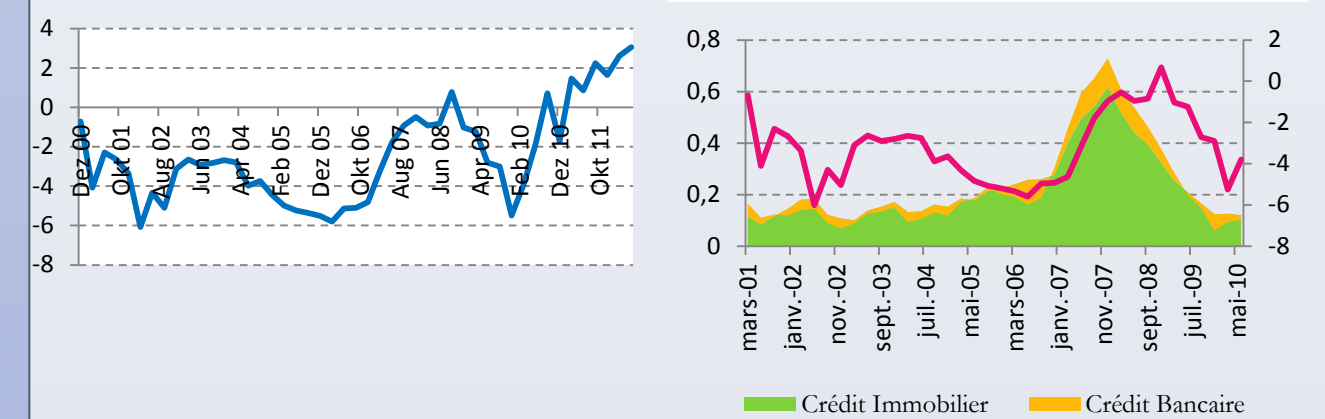 4
2
0
-2
-4
-6
-8
Dez 00
Okt 01
Aug 02
Jun 03
Apr 04
Feb 05
Dez 05
Okt 06
Aug 07
Jun 08
Apr 09
Feb 10
Dez 10
Okt 11
0,8
0,6
0,4
0,2
0
2
0
-2
-4
-6
-8
mars-01
janv.-02
nov.-02
sept.-03
juil.-04
mai-05
mars-06
janv.-07
nov.-07
sept.-08
juil.-09
mai-10
Crédit Immobilier
Crédit Bancaire